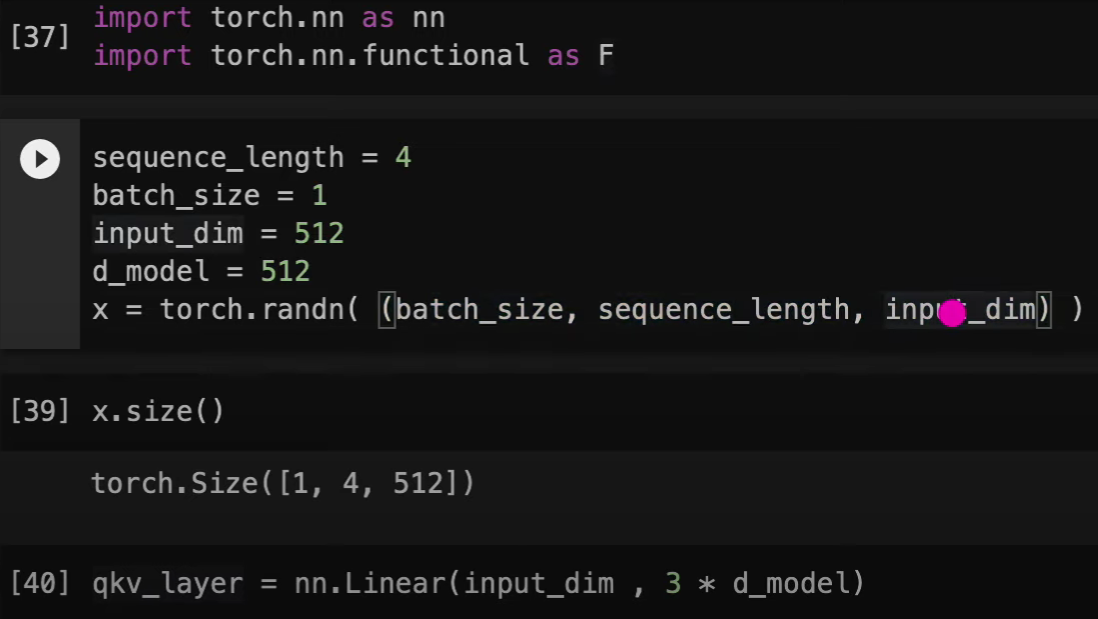 [37] import torch.nn as nn
import torch.nn.functional as F
sequence_length = 4
batch_size = 1
input_dim = 512
d_model = 512
x = torch.randn( (batch_size, sequence_length, input_dim) )
[39] x.size()
torch.Size([1, 4, 512])
[40] qkv_layer = nn.Linear(input_dim , 3 * d_model)